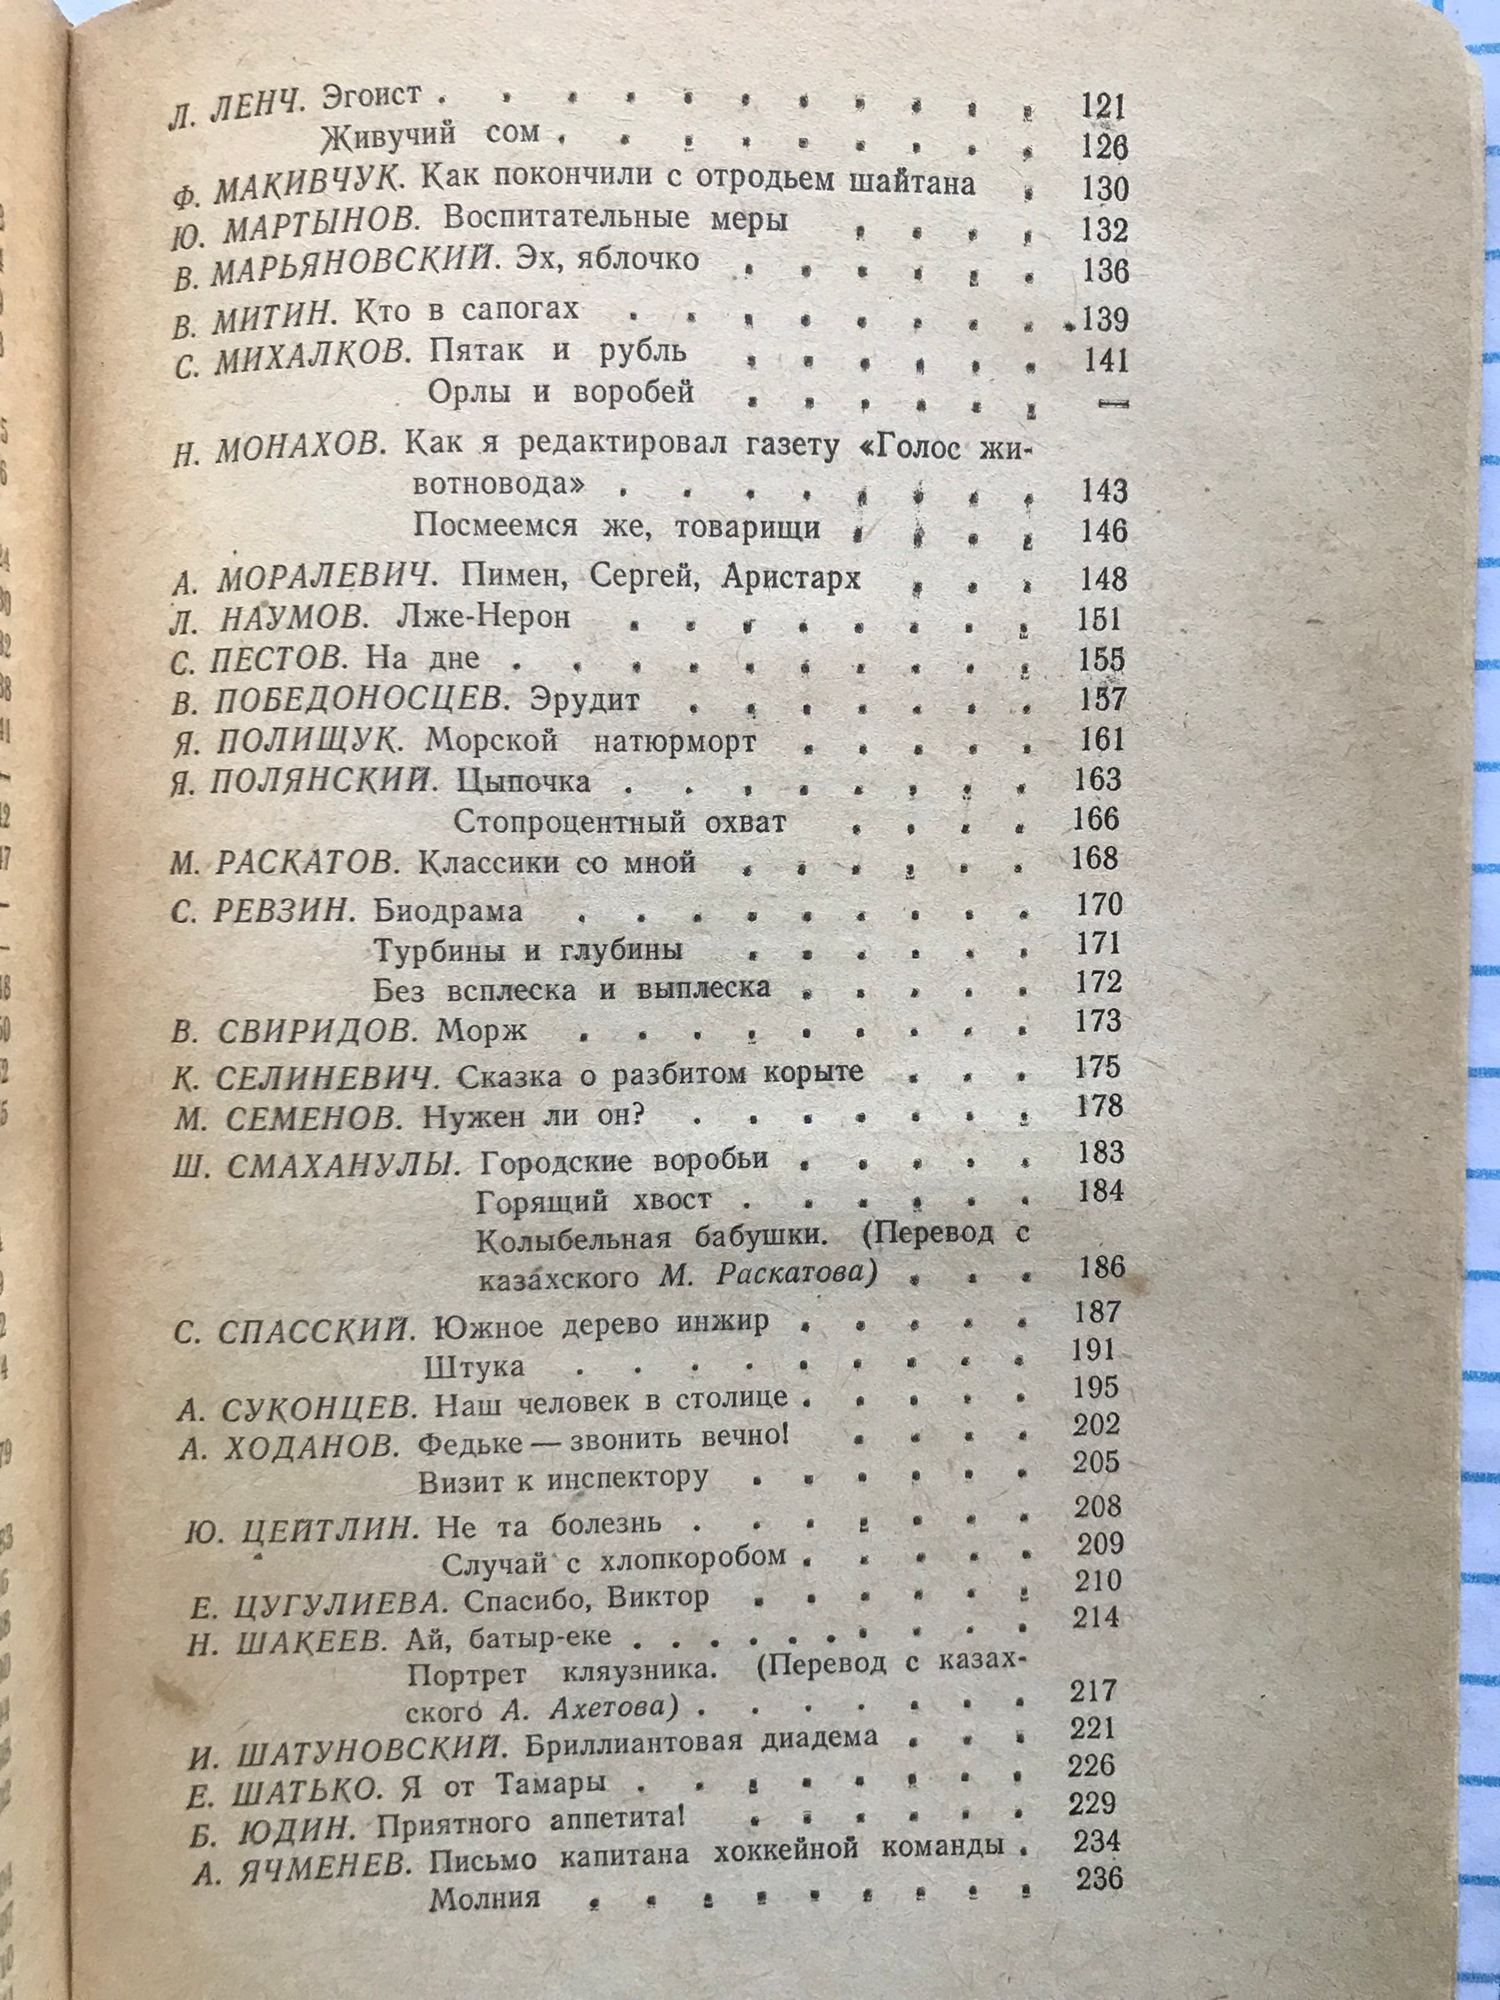 Л. ЛЕНЧ. Эгоист . . . . . . . . . . . 121
Живучий сом . . . . . . . . . 126
Ф. МАКИВЧУК. Как покончили с отродьем шайтана . 130
Ю. МАРТЫНОВ. Воспитательные меры . . . . 132
В. МАРЬЯНОВСКИЙ. Эх, яблочко . . . . . . 136
В. МИТИН. Кто в сапогах . . . . . . . . . 139
С. МИХАЛКОВ. Пятак и рубль . . . . . . 141
Орлы и воробей . . . . . . —
Н. МОНАХОВ. Как я редактировал газету «Голос жи-
вотновода» . . . . . . . . 143
Посмеемся же, товарищи . . . . 146
А. МОРАЛЕВИЧ. Пимен, Сергей, Аристарх . . . 148
Л. НАУМОВ. Лже-Нерон . . . . . . . . 151
С. ПЕСТОВ. На дне . . . . . . . . . . 155
В. ПОБЕДОНОСЦЕВ. Эрудит . . . . . . . 157
Я. ПОЛИЩУК. Морской натюрморт . . . . . 161
Я. ПОЛЯНСКИЙ. Цыпочка . . . . . . . . 163
Стопроцентный охват . . . . 166
М. РАСКАТОВ. Классики со мной . . . . . . 168
С. РЕВЗИН. Биодрама . . . . . . . . . 170
Турбины и глубины . . . . . . 171
Без всплеска и выплеска . . . . . 172
В. СВИРИДОВ. Морж . . . . . . . . . 173
К. СЕЛИНЕВИЧ. Сказка о разбитом корыте . . . 175
М. СЕМЕНОВ. Нужен ли он? . . . . . . . 178
Ш. СМАХАНУЛЫ. Городские воробьи . . . . . 183
Горящий хвост . . . . . . 184
Колыбельная бабушки. (Перевод с
казахского М. Раскатова) . . . 186
С. СПАССКИЙ. Южное дерево инжир . . . . . 187
Штука . . . . . . . . . 191
А. СУКОНЦЕВ. Наш человек в столице . . . . . 195
А. ХОДАНОВ. Федьке — звонить вечно! . . . . 202
Визит к инспектору . . . . . . 205
Ю. ЦЕЙТЛИН. Не та болезнь . . . . . . . 208
Случай с хлопкоробом . . . . . 209
Е. ЦУГУЛИЕВА. Спасибо, Виктор . . . . . . 210
Н. ШАКЕЕВ. Ай, батыр-еке . . . . . . . . . 214
Портрет кляузника. (Перевод с казах-
ского А. Ахетова) . . . . . . . 217
И. ШАТУНОВСКИЙ. Бриллиантовая диадема . . . 221
Е. ШАТЬКО. Я от Тамары . . . . . . . . 226
Б. ЮДИН. Приятного аппетита! . . . . . . 229
А. ЯЧМЕНЕВ. Письмо капитана хоккейной команды . 234
Молния . . . . . . . . . 236